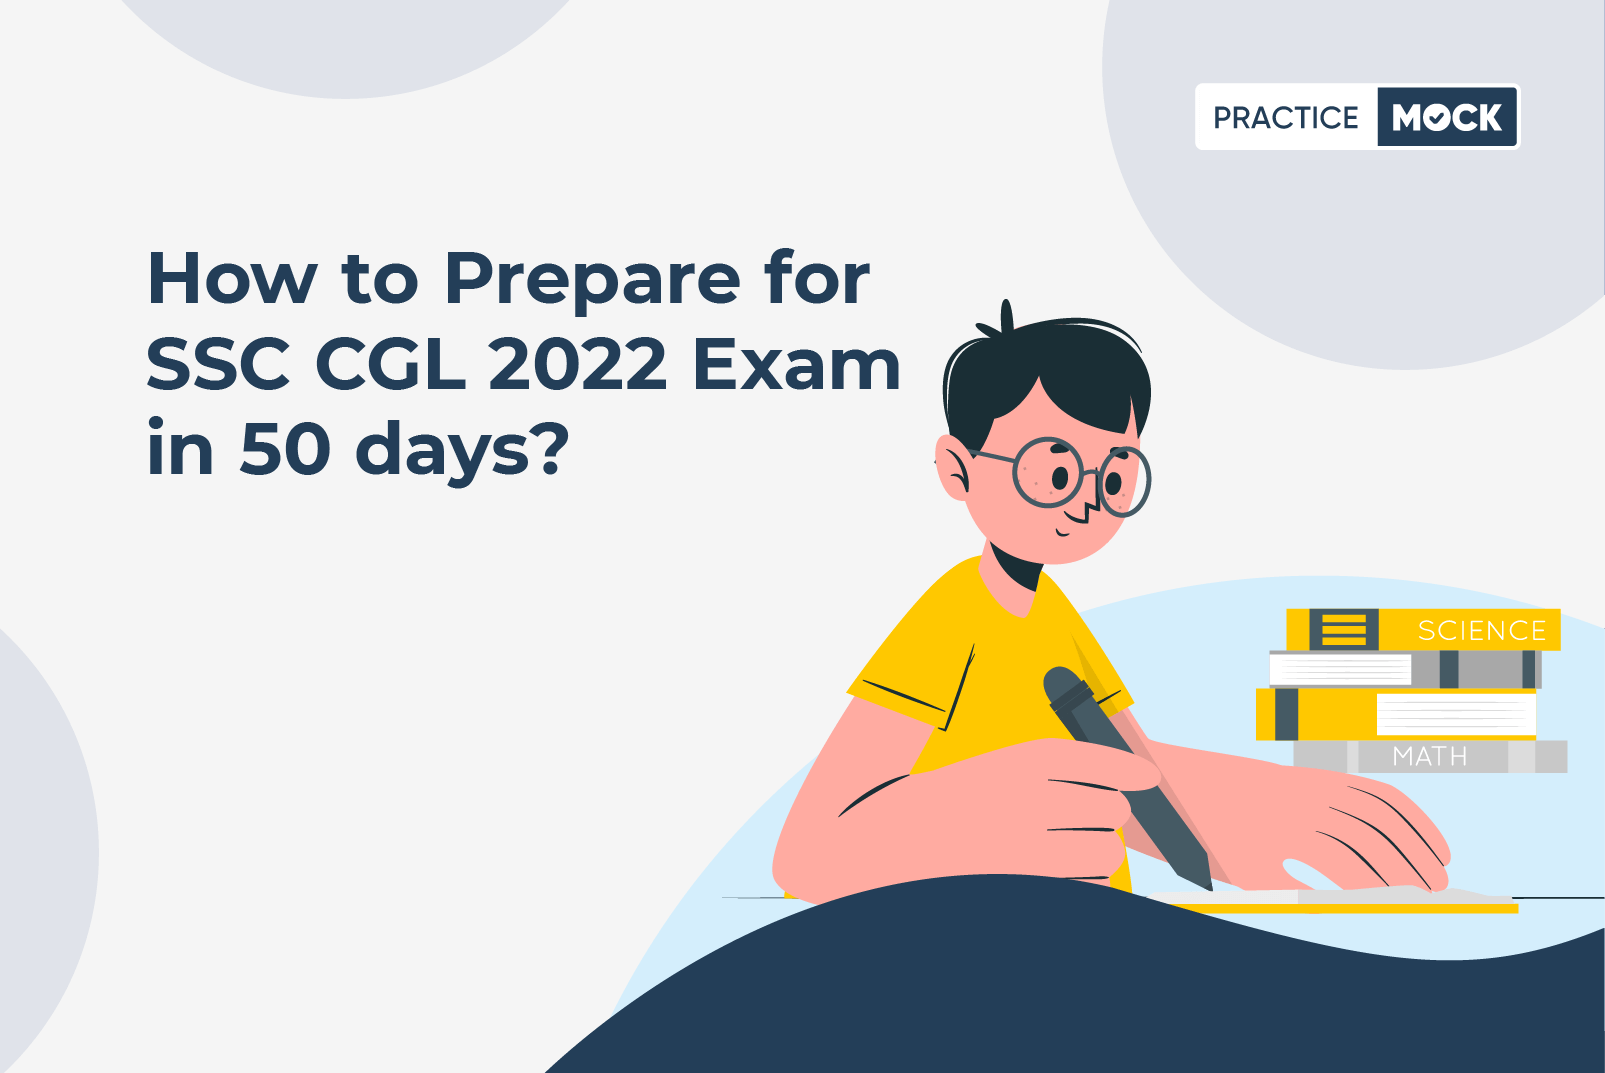 PRACTICE MOCK
How to Prepare for
SSC CGL 2022 Exam
in 50 days?
SCIENCE
MATH